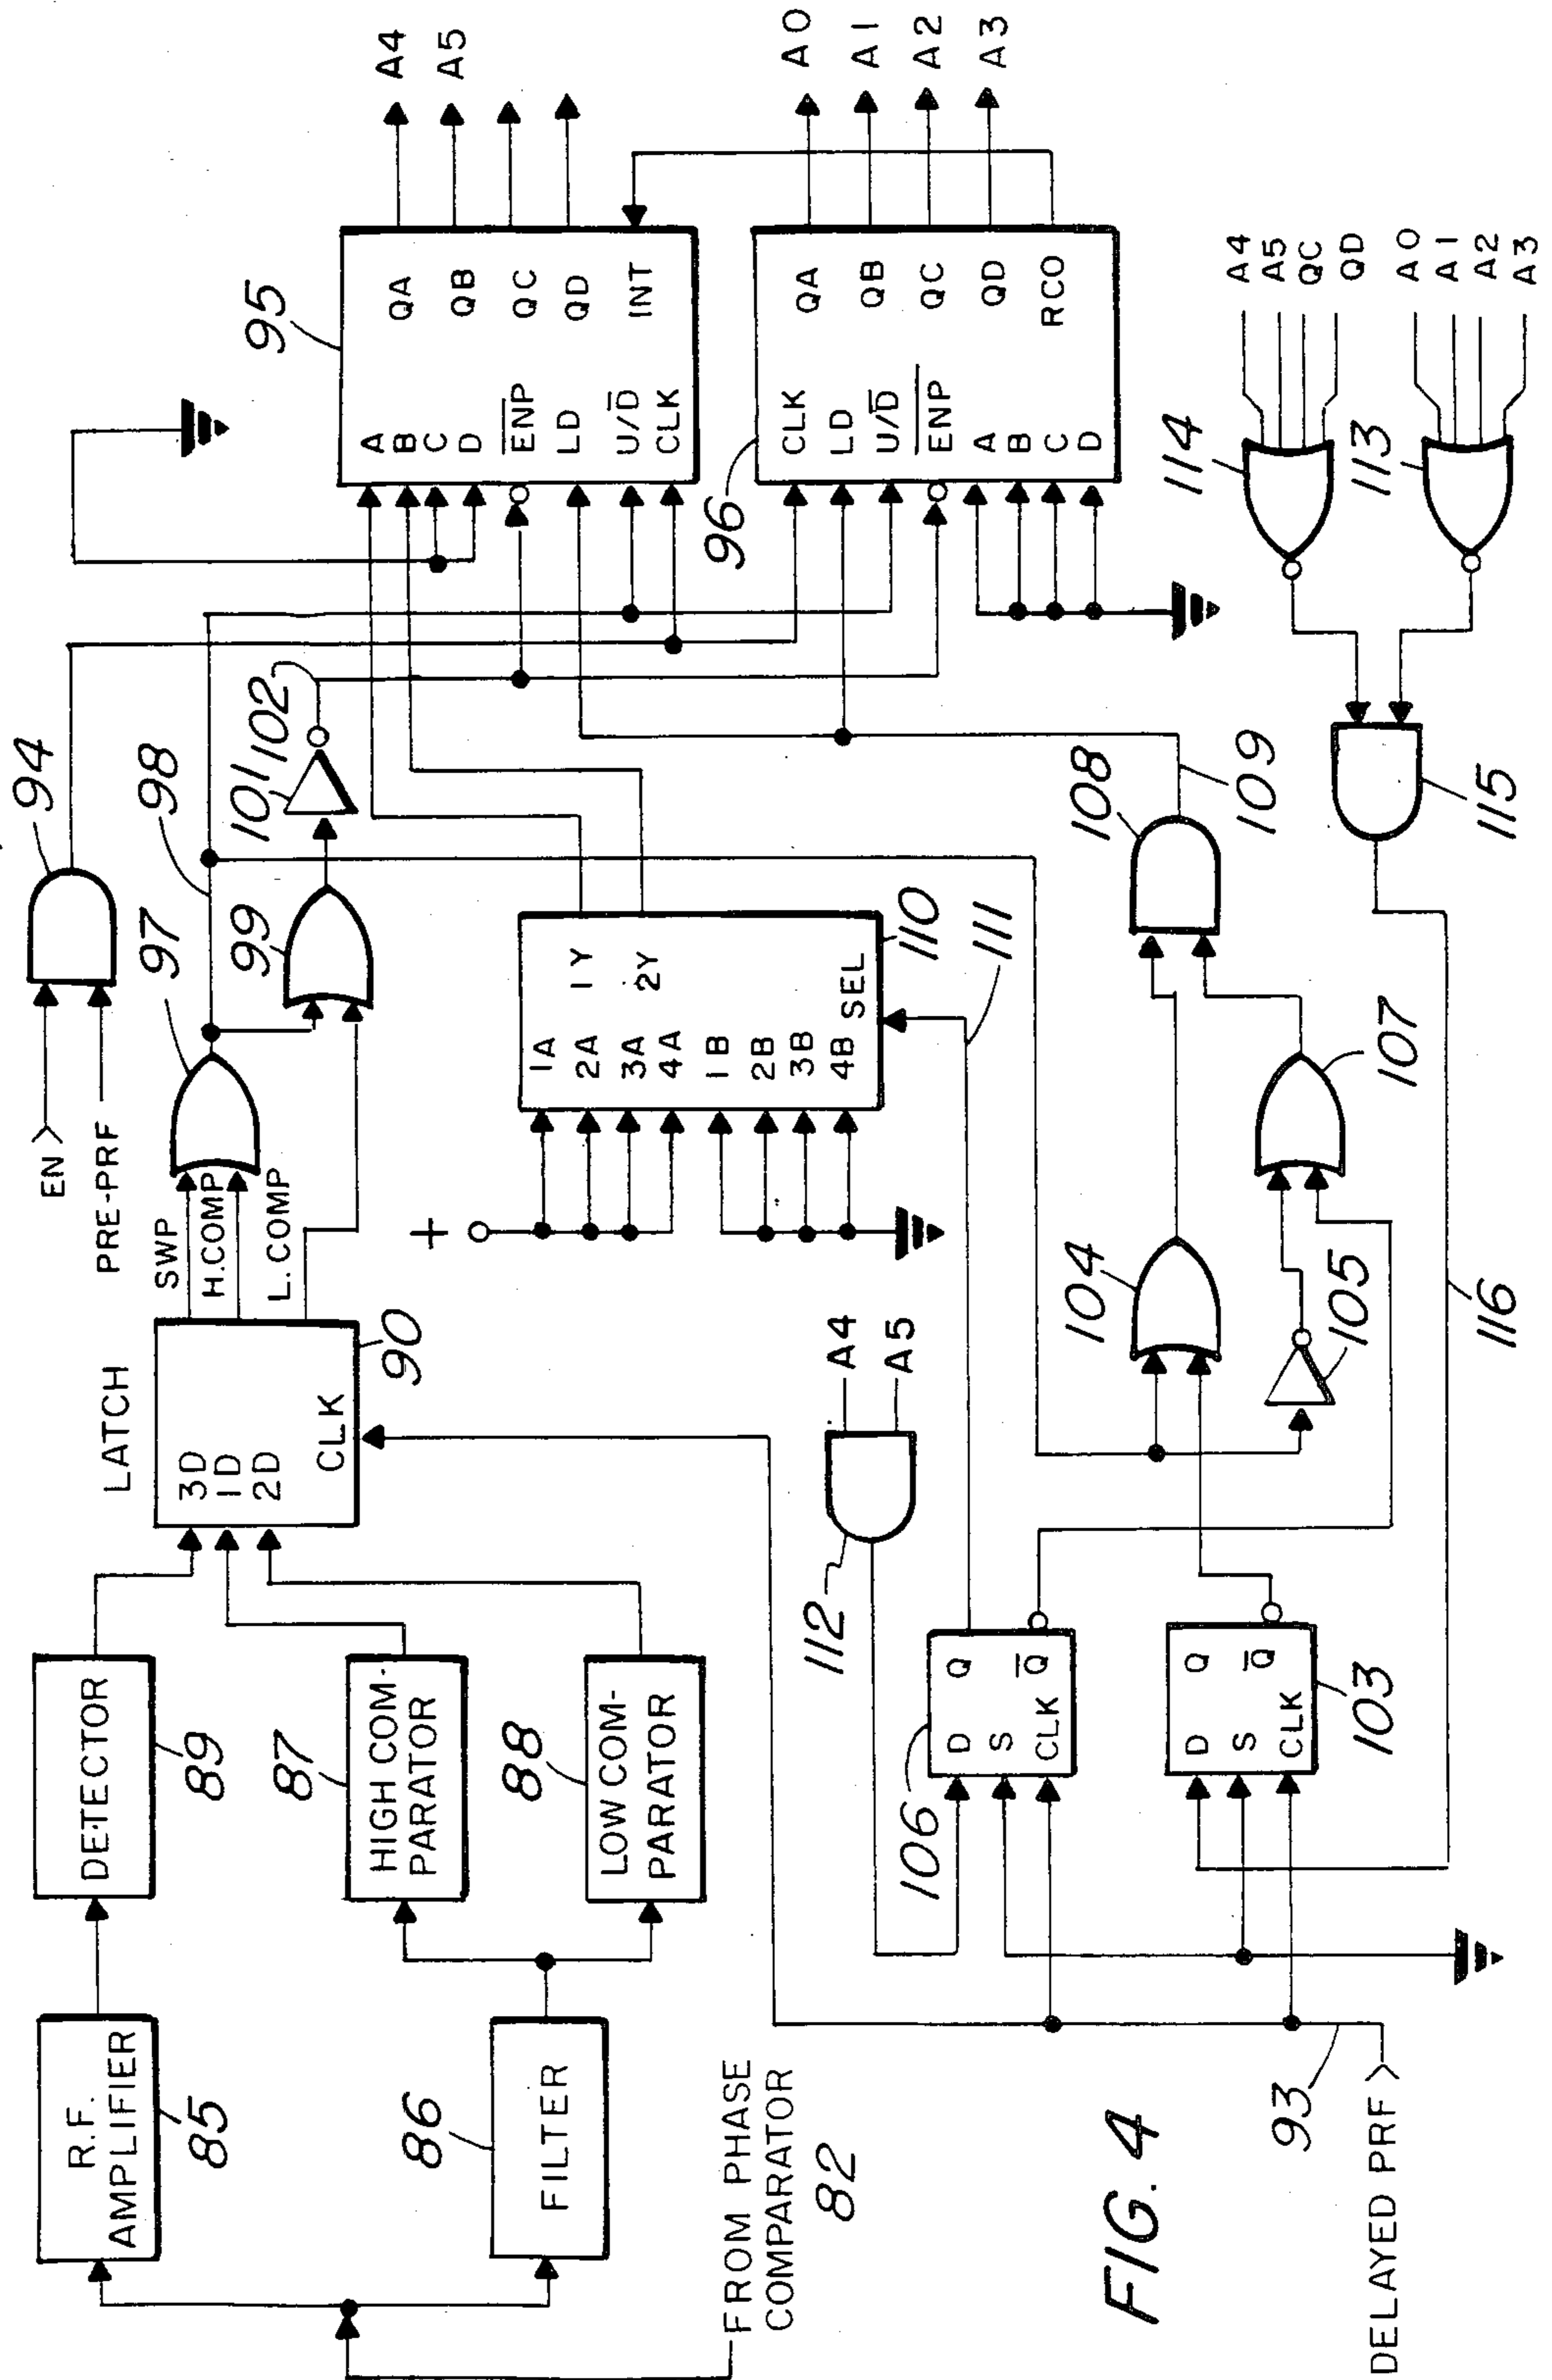 R.F.
AMPLIFIER
85
DETECTOR
89
FILTER
86
HIGH COM-
PARATOR
87
LOW COM-
PARATOR
88
FROM PHASE
COMPARATOR
82
LATCH
3D
1D
2D
CLK
90
SWP
H.COMP
L.COMP
EN >
PRE-PRF
94
97
98
99
101
102
+
1A
2A
3A
4A
1B
2B
3B
4B
1Y
2Y
SEL
110
111
95
A
B
C
D
ENP
LD
U/D
CLK
QA
QB
QC
QD
INT
A4
A5
96
CLK
LD
U/D
ENP
A
B
C
D
QA
QB
QC
QD
RCO
A0
A1
A2
A3
112
A4
A5
106
D
S
CLK
Q
Q
103
D
S
CLK
Q
Q
104
105
107
108
109
114
A4
A5
QC
QD
113
A0
A1
A2
A3
115
116
93
DELAYED PRF >
FIG. 4